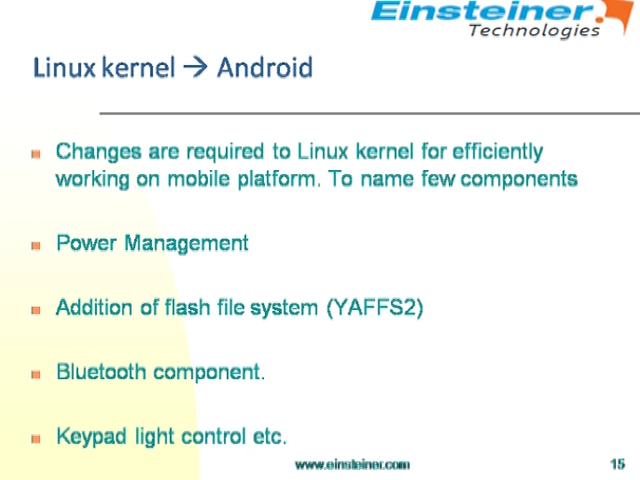 Einsteiner
Technologies
Linux kernel → Android
Changes are required to Linux kernel for efficiently
working on mobile platform. To name few components
Power Management
Addition of flash file system (YAFFS2)
Bluetooth component.
Keypad light control etc.
www.einsteiner.com
15